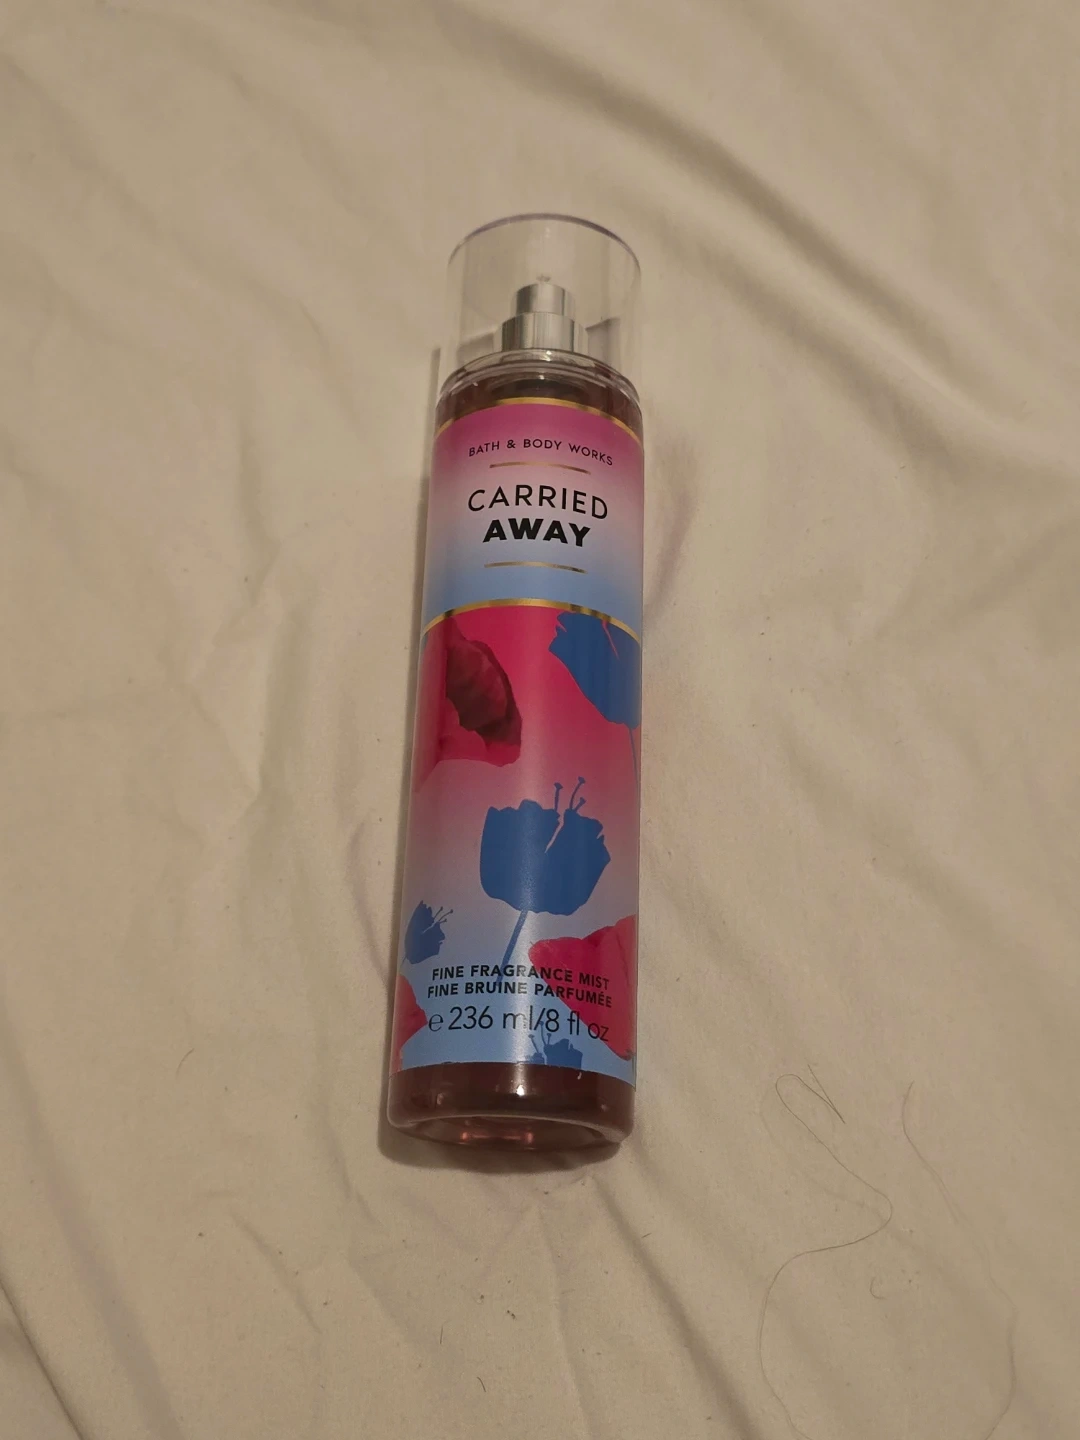 BATH & BODY WORKS
CARRIED
AWAY
FINE FRAGRANCE MIST
FINE BRUINE PARFUMÉE
℮ 236 ml/8 fl oz